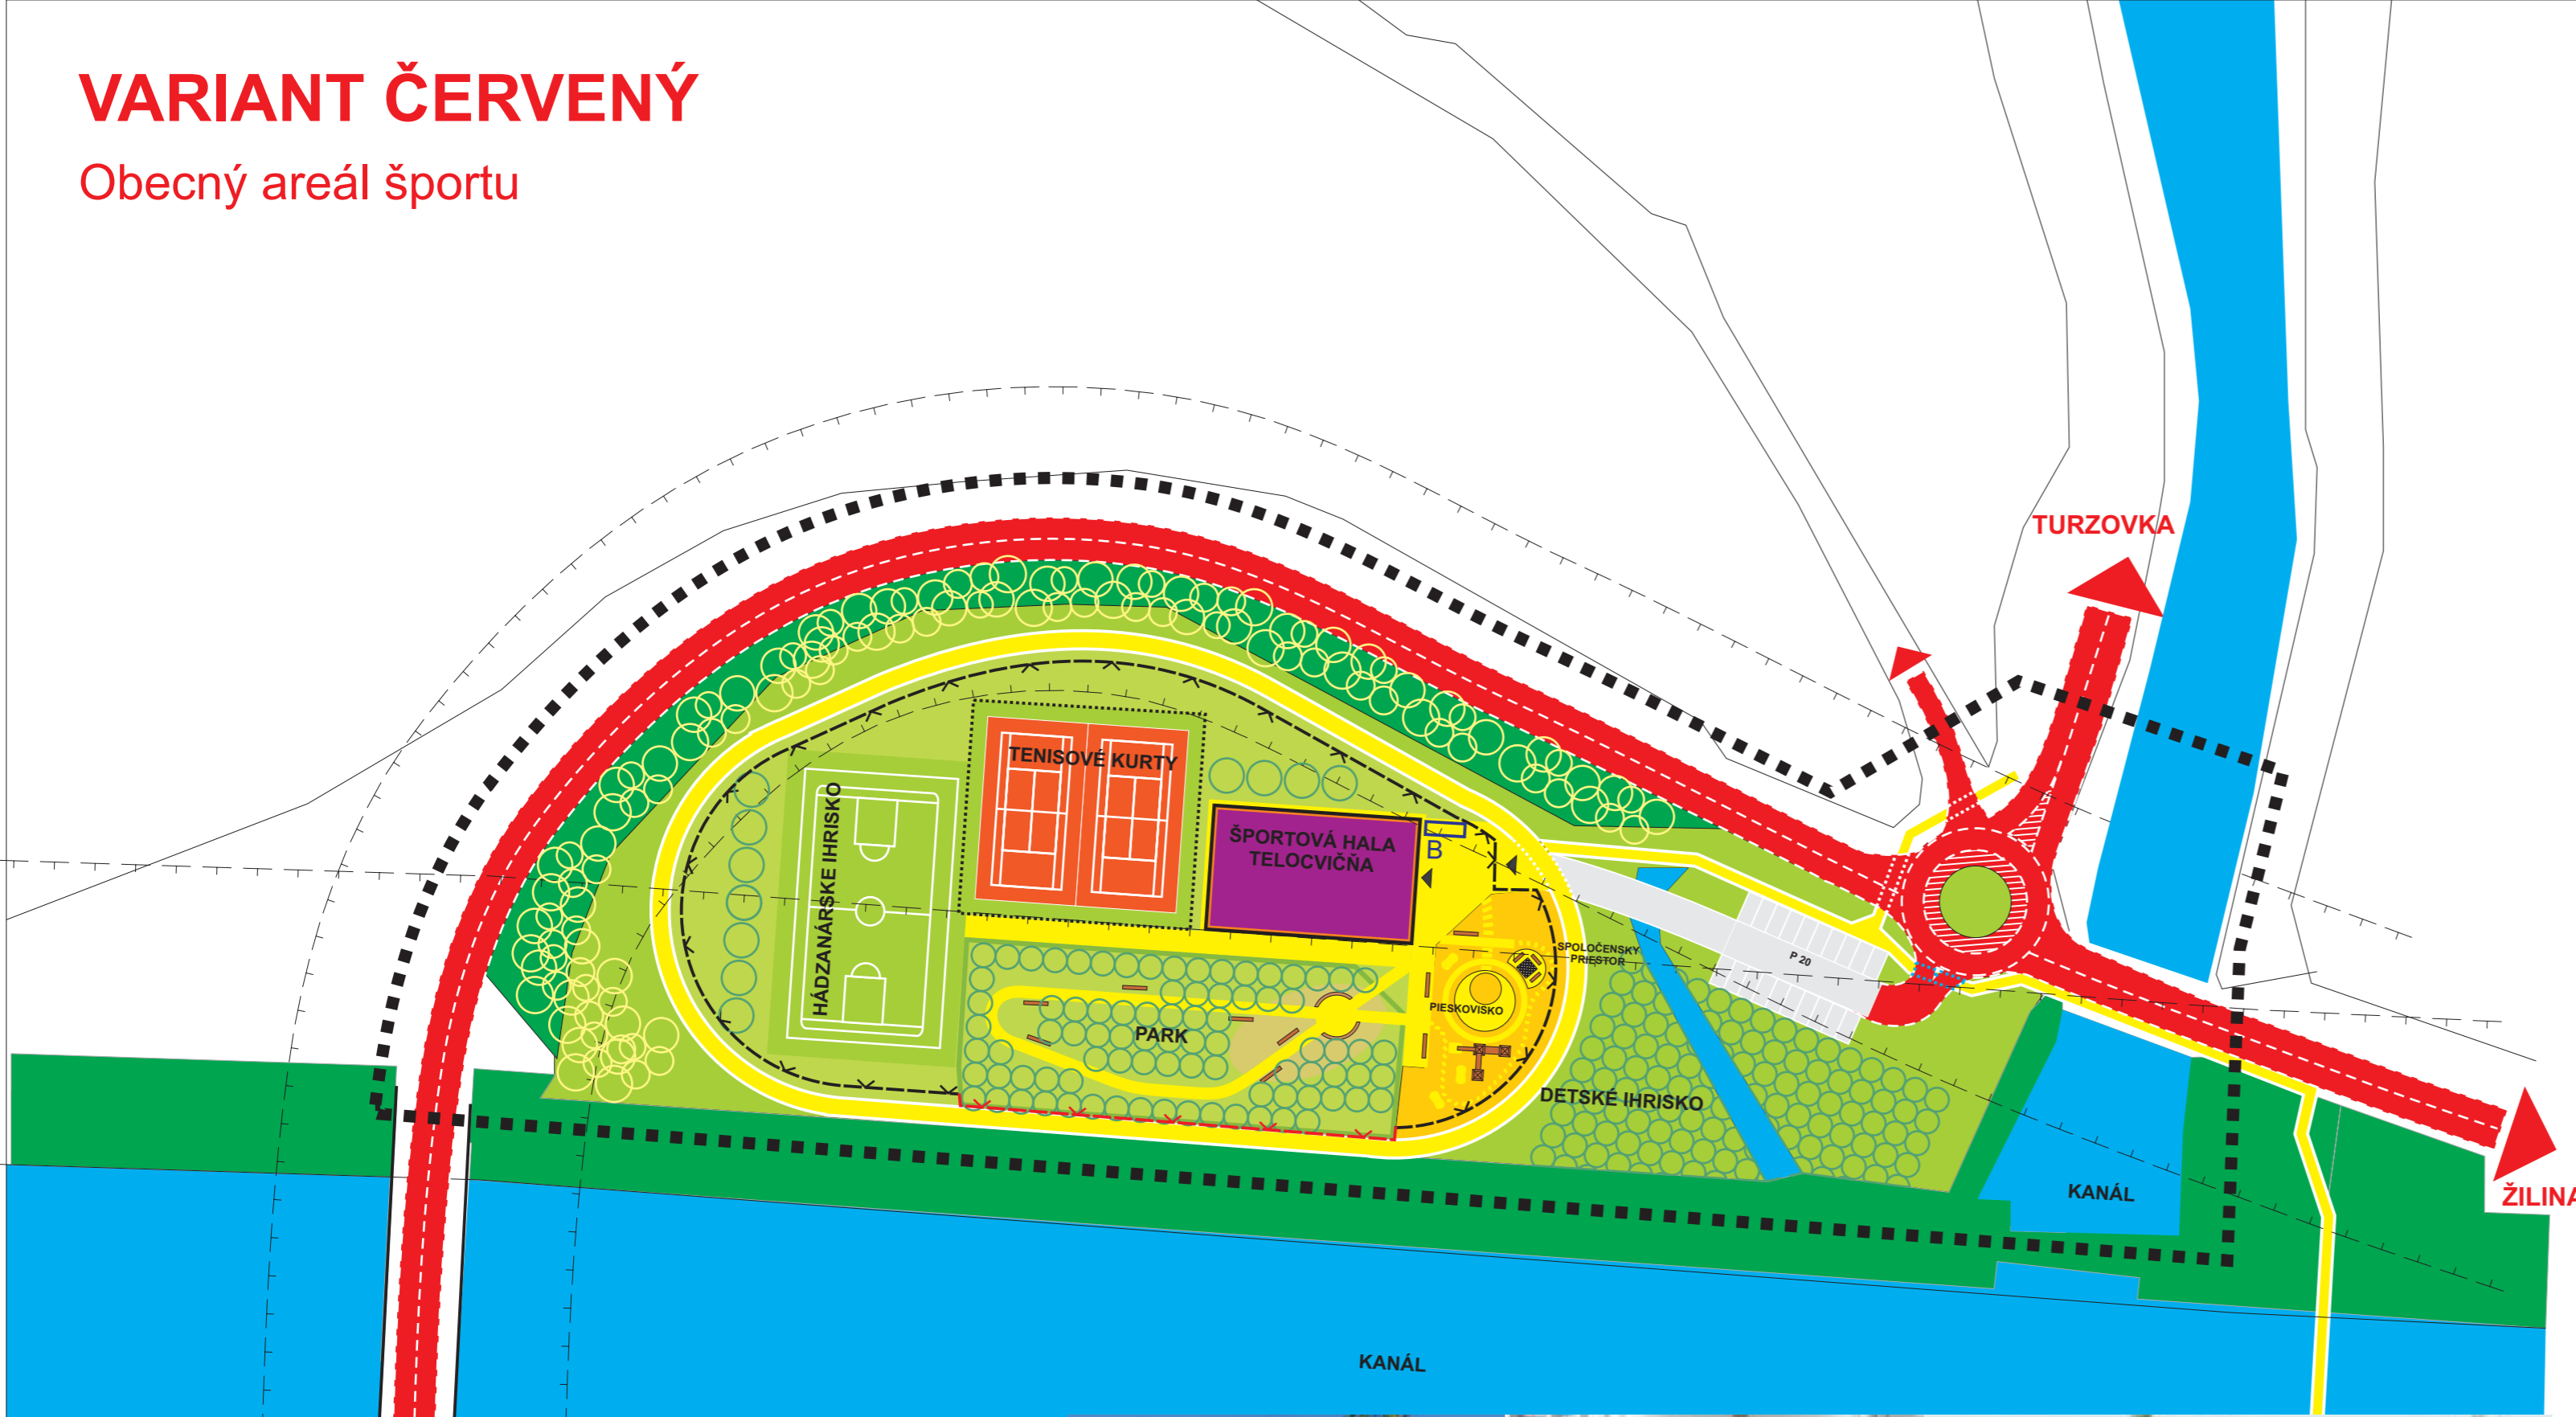 VARIANT ČERVENÝ
Obecný areál športu
TURZOVKA
TENISOVÉ KURTY
HÁDZANÁRSKE IHRISKO
ŠPORTOVÁ HALA
TELOCVIČŇA
B
SPOLOČENSKY
PRIESTOR
P 20
PIESKOVISKO
PARK
DETSKÉ IHRISKO
KANÁL
ŽILINA
KANÁL